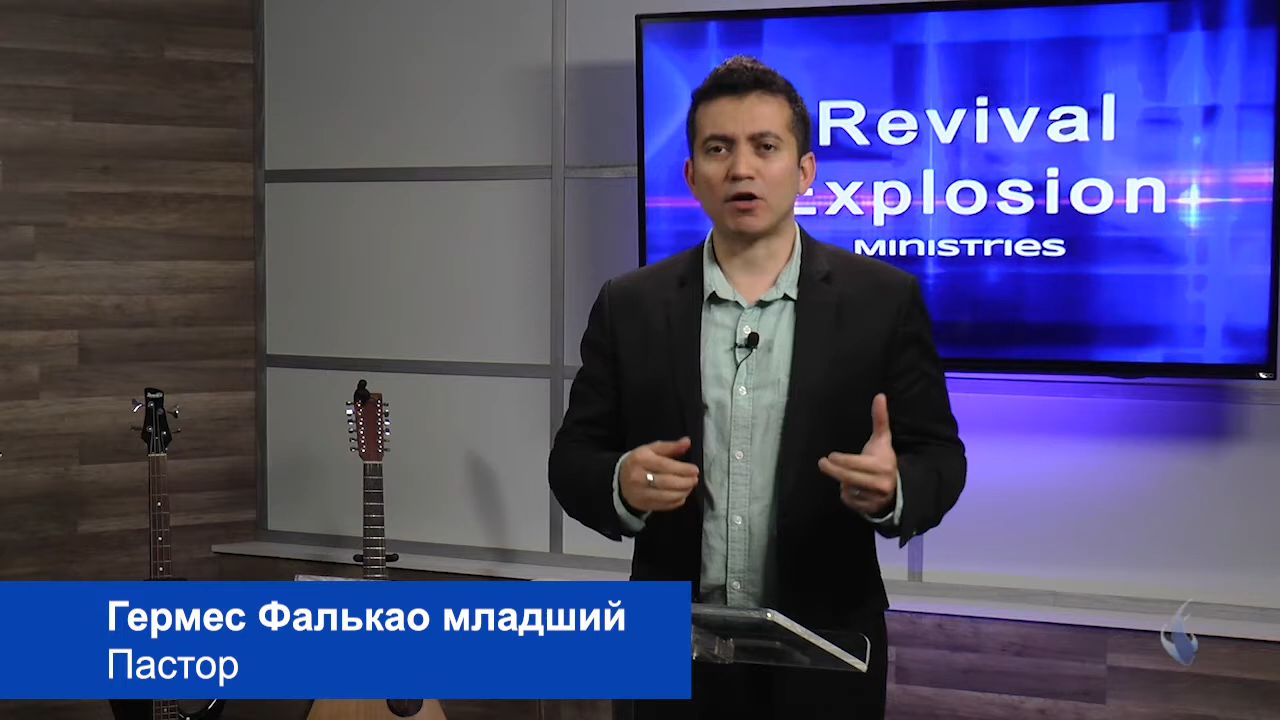 Revival
Explosion
MINISTRIES
Гермес Фалькао младший
Пастор